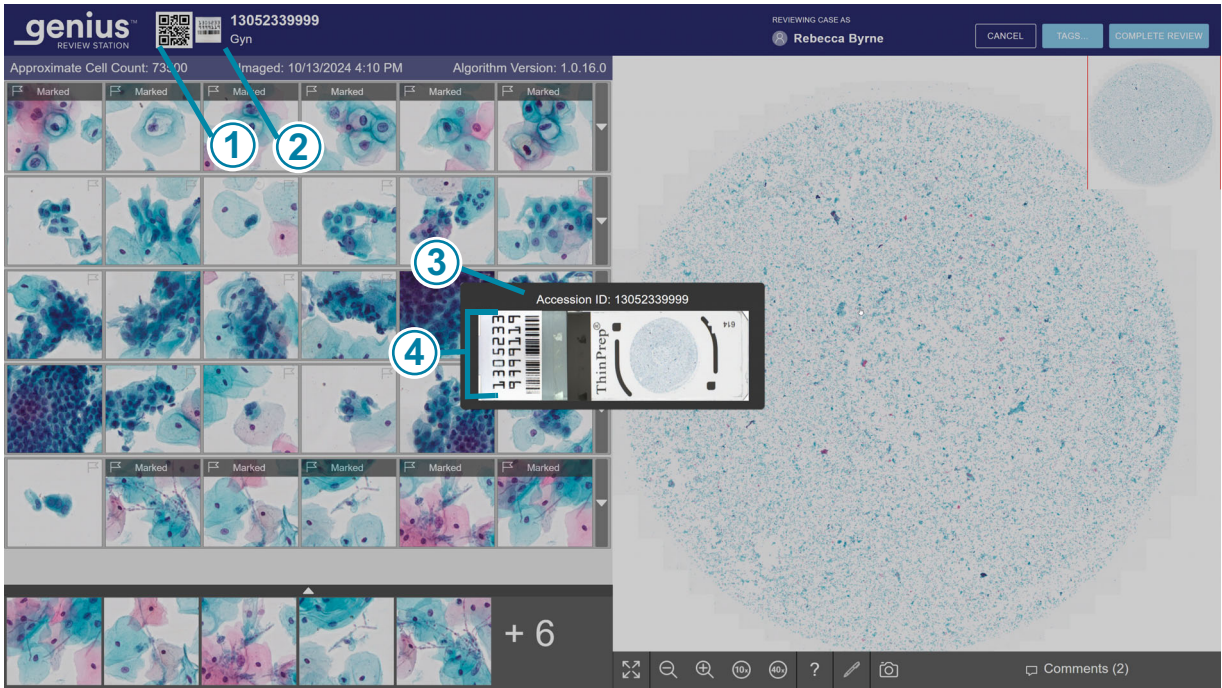 genius™
REVIEW STATION
13052339999
Gyn
REVIEWING CASE AS
Rebecca Byrne
CANCEL
TAGS...
COMPLETE REVIEW
Approximate Cell Count:
Imaged: 10/13/2024 4:10 PM
Algorithm Version: 1.0.16.0
Marked Marked Marked Marked Marked Marked
1
2
3
Accession ID: 13052339999
4
1305233
ThinPrep®
614
Marked Marked Marked Marked Marked
+ 6
10x
40x
?
Comments (2)